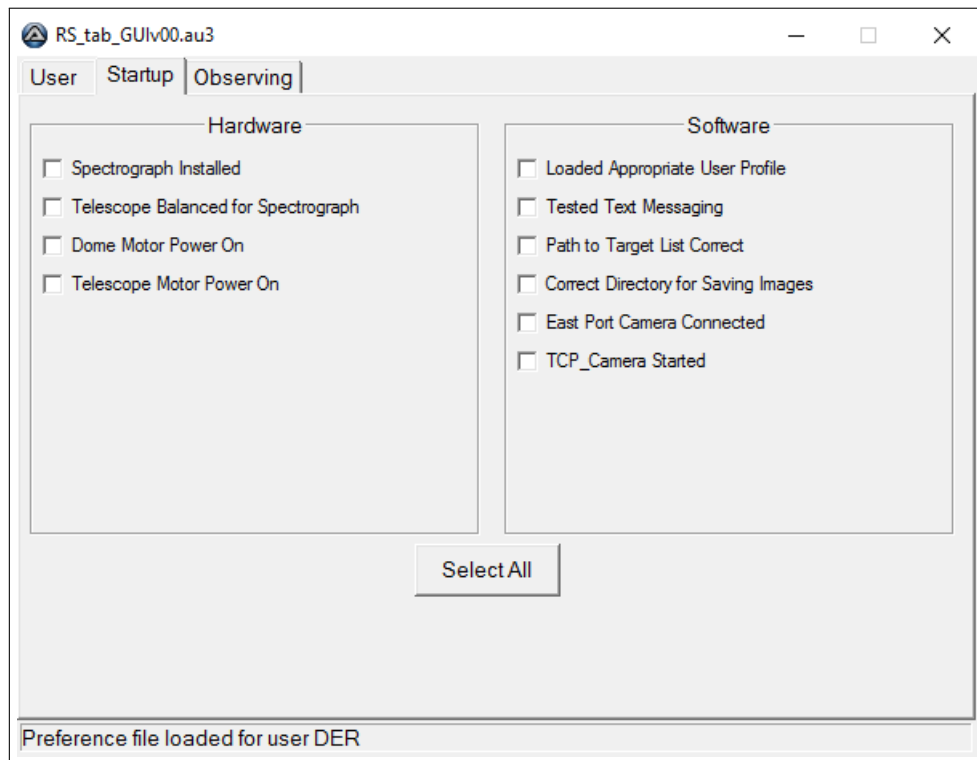 RS_tab_GUIv00.au3
User Startup Observing
Hardware
Spectrograph Installed
Telescope Balanced for Spectrograph
Dome Motor Power On
Telescope Motor Power On
Software
Loaded Appropriate User Profile
Tested Text Messaging
Path to Target List Correct
Correct Directory for Saving Images
East Port Camera Connected
TCP_Camera Started
Select All
Preference file loaded for user DER